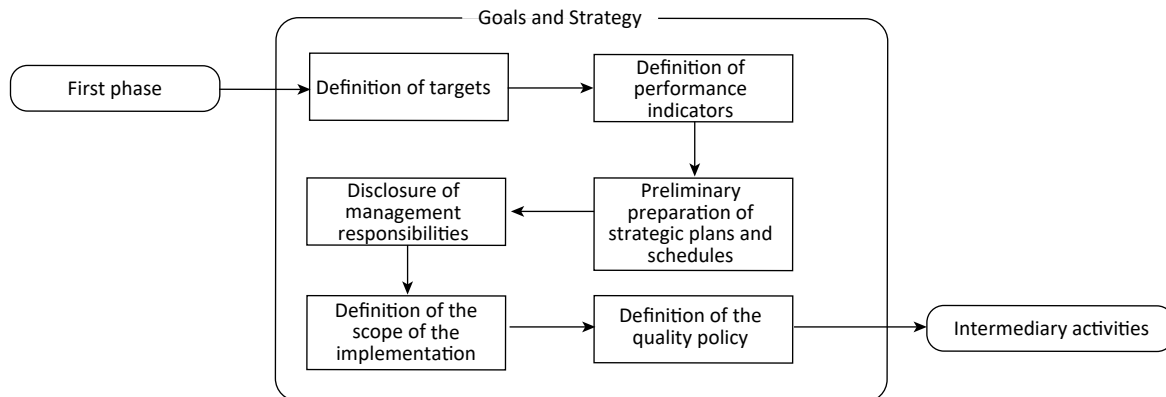 Goals and Strategy
First phase
Definition of targets
Definition of
performance
indicators
Preliminary
preparation of
strategic plans and
schedules
Disclosure of
management
responsibilities
Definition of the
scope of the
implementation
Definition of the
quality policy
Intermediary activities